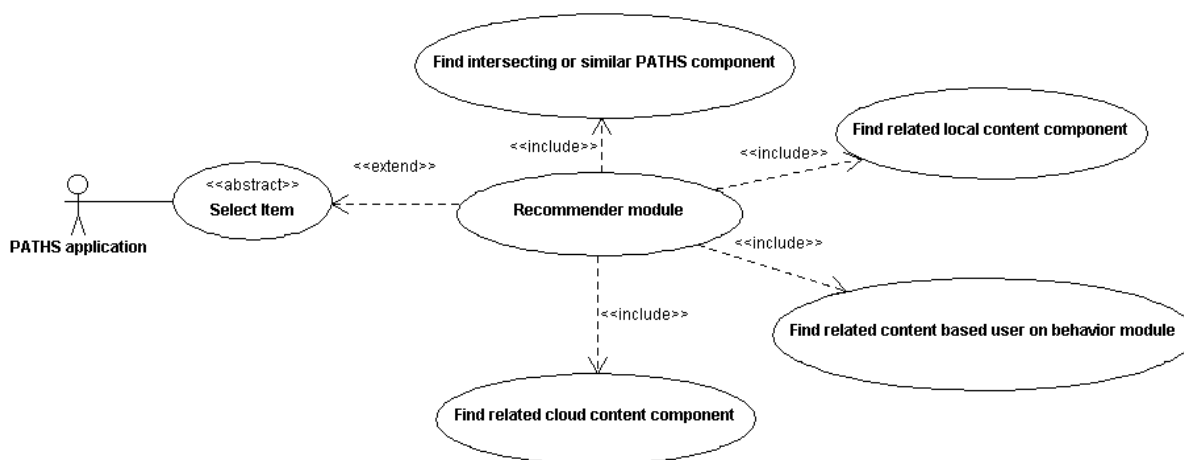 Find intersecting or similar PATHS component
<<include>>
Find related local content component
<<include>>
<<extend>>
<<abstract>>
Select Item
Recommender module
PATHS application
<<include>>
<<include>>
Find related content based user on behavior module
Find related cloud content component